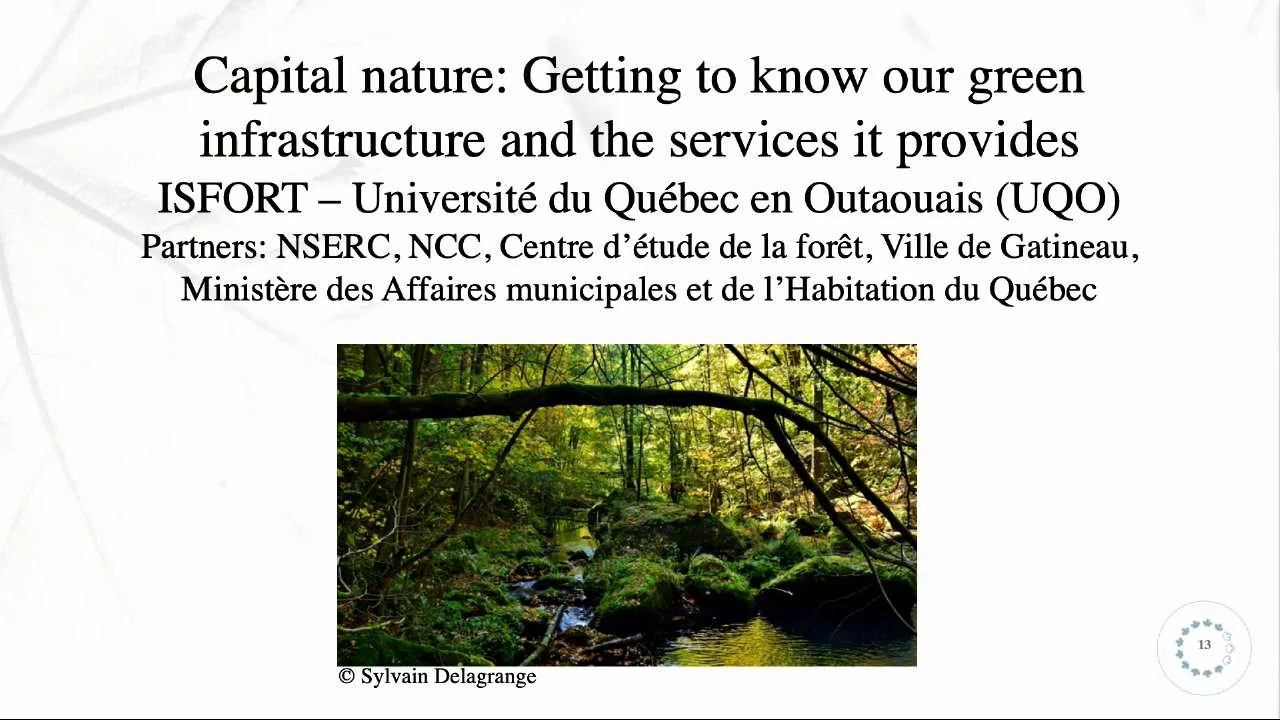 Capital nature: Getting to know our green
infrastructure and the services it provides
ISFORT – Université du Québec en Outaouais (UQO)
Partners: NSERC, NCC, Centre d’étude de la forêt, Ville de Gatineau,
Ministère des Affaires municipales et de l’Habitation du Québec
© Sylvain Delagrange
13